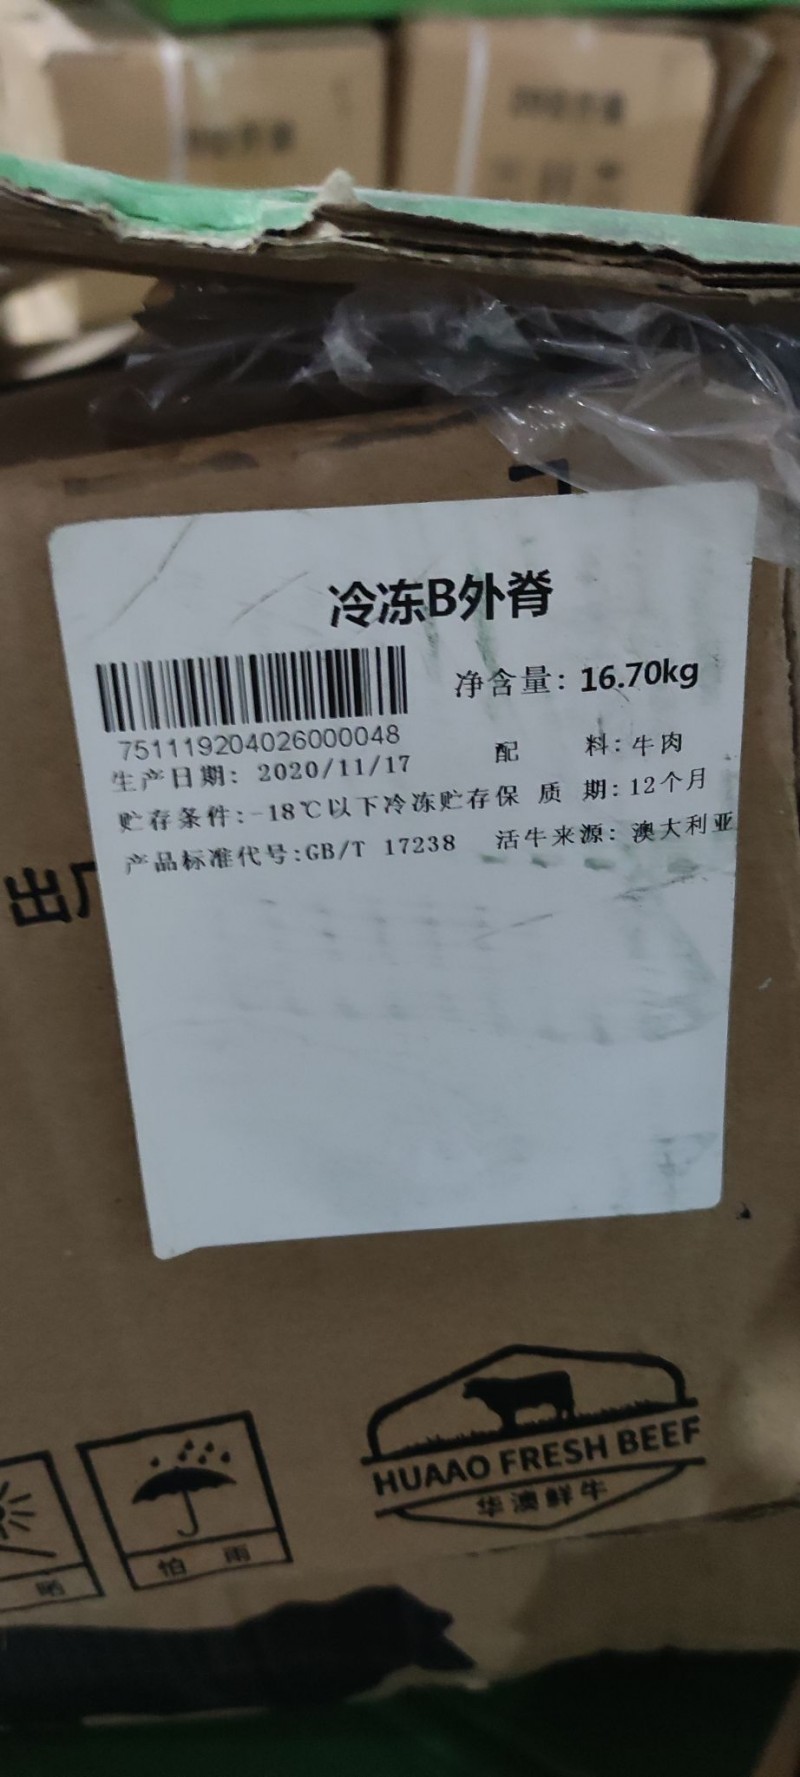 冷冻B外脊
净含量: 16.70kg
751119204026000048
配 料: 牛肉
生产日期: 2020/11/17
贮存条件:-18℃以下冷冻贮存 保 质 期: 12个月
产品标准代号:GB/T 17238 活牛来源: 澳大利亚
出厂
HUAAO FRESH BEEF
华澳鲜牛
晒
怕 雨